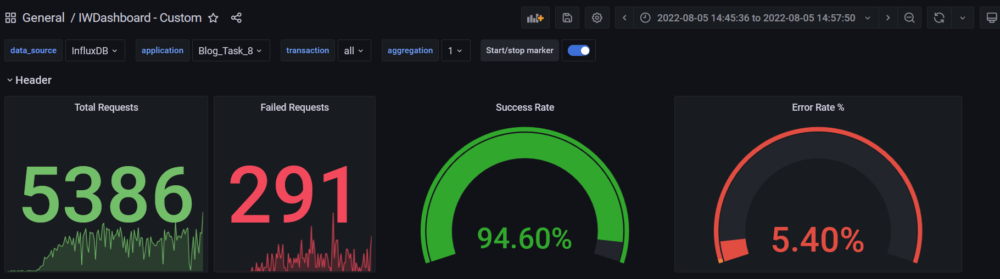 General / IWDashboard - Custom
2022-08-05 14:45:36 to 2022-08-05 14:57:50
data_source InfluxDB application Blog_Task_8 transaction all aggregation 1 Start/stop marker
Header
Total Requests
5386
Failed Requests
291
Success Rate
94.60%
Error Rate %
5.40%